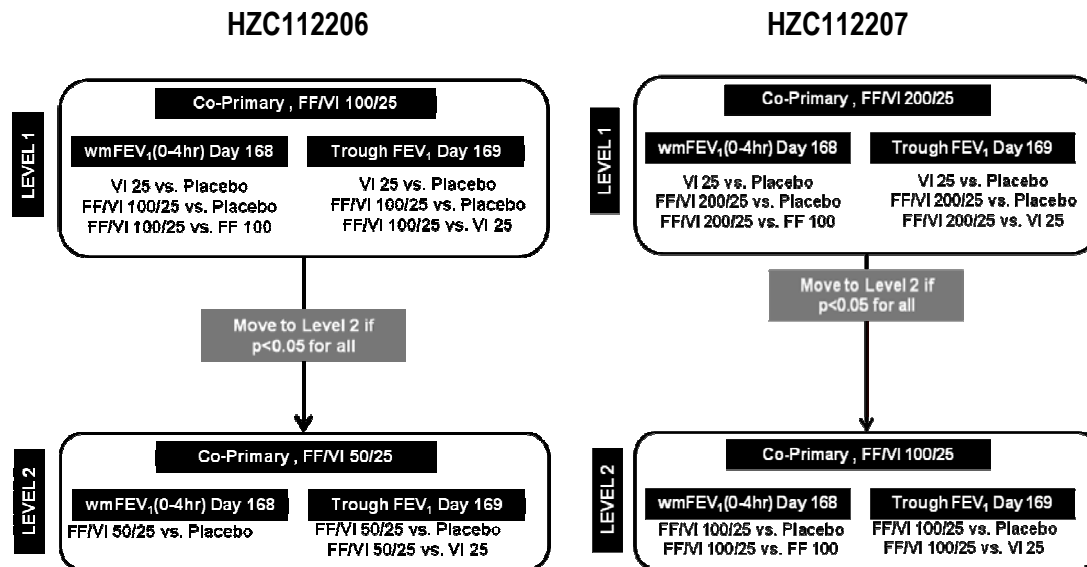 HZC112206
LEVEL 1
Co-Primary , FF/VI 100/25
wmFEV₁(0-4hr) Day 168
VI 25 vs. Placebo
FF/VI 100/25 vs. Placebo
FF/VI 100/25 vs. FF 100
Trough FEV₁ Day 169
VI 25 vs. Placebo
FF/VI 100/25 vs. Placebo
FF/VI 100/25 vs. VI 25
Move to Level 2 if
p<0.05 for all
LEVEL 2
Co-Primary , FF/VI 50/25
wmFEV₁(0-4hr) Day 168
FF/VI 50/25 vs. Placebo
Trough FEV₁ Day 169
FF/VI 50/25 vs. Placebo
FF/VI 50/25 vs. VI 25
HZC112207
LEVEL 1
Co-Primary , FF/VI 200/25
wmFEV₁(0-4hr) Day 168
VI 25 vs. Placebo
FF/VI 200/25 vs. Placebo
FF/VI 200/25 vs. FF 100
Trough FEV₁ Day 169
VI 25 vs. Placebo
FF/VI 200/25 vs. Placebo
FF/VI 200/25 vs. VI 25
Move to Level 2 if
p<0.05 for all
LEVEL 2
Co-Primary , FF/VI 100/25
wmFEV₁(0-4hr) Day 168
FF/VI 100/25 vs. Placebo
FF/VI 100/25 vs. FF 100
Trough FEV₁ Day 169
FF/VI 100/25 vs. Placebo
FF/VI 100/25 vs. VI 25